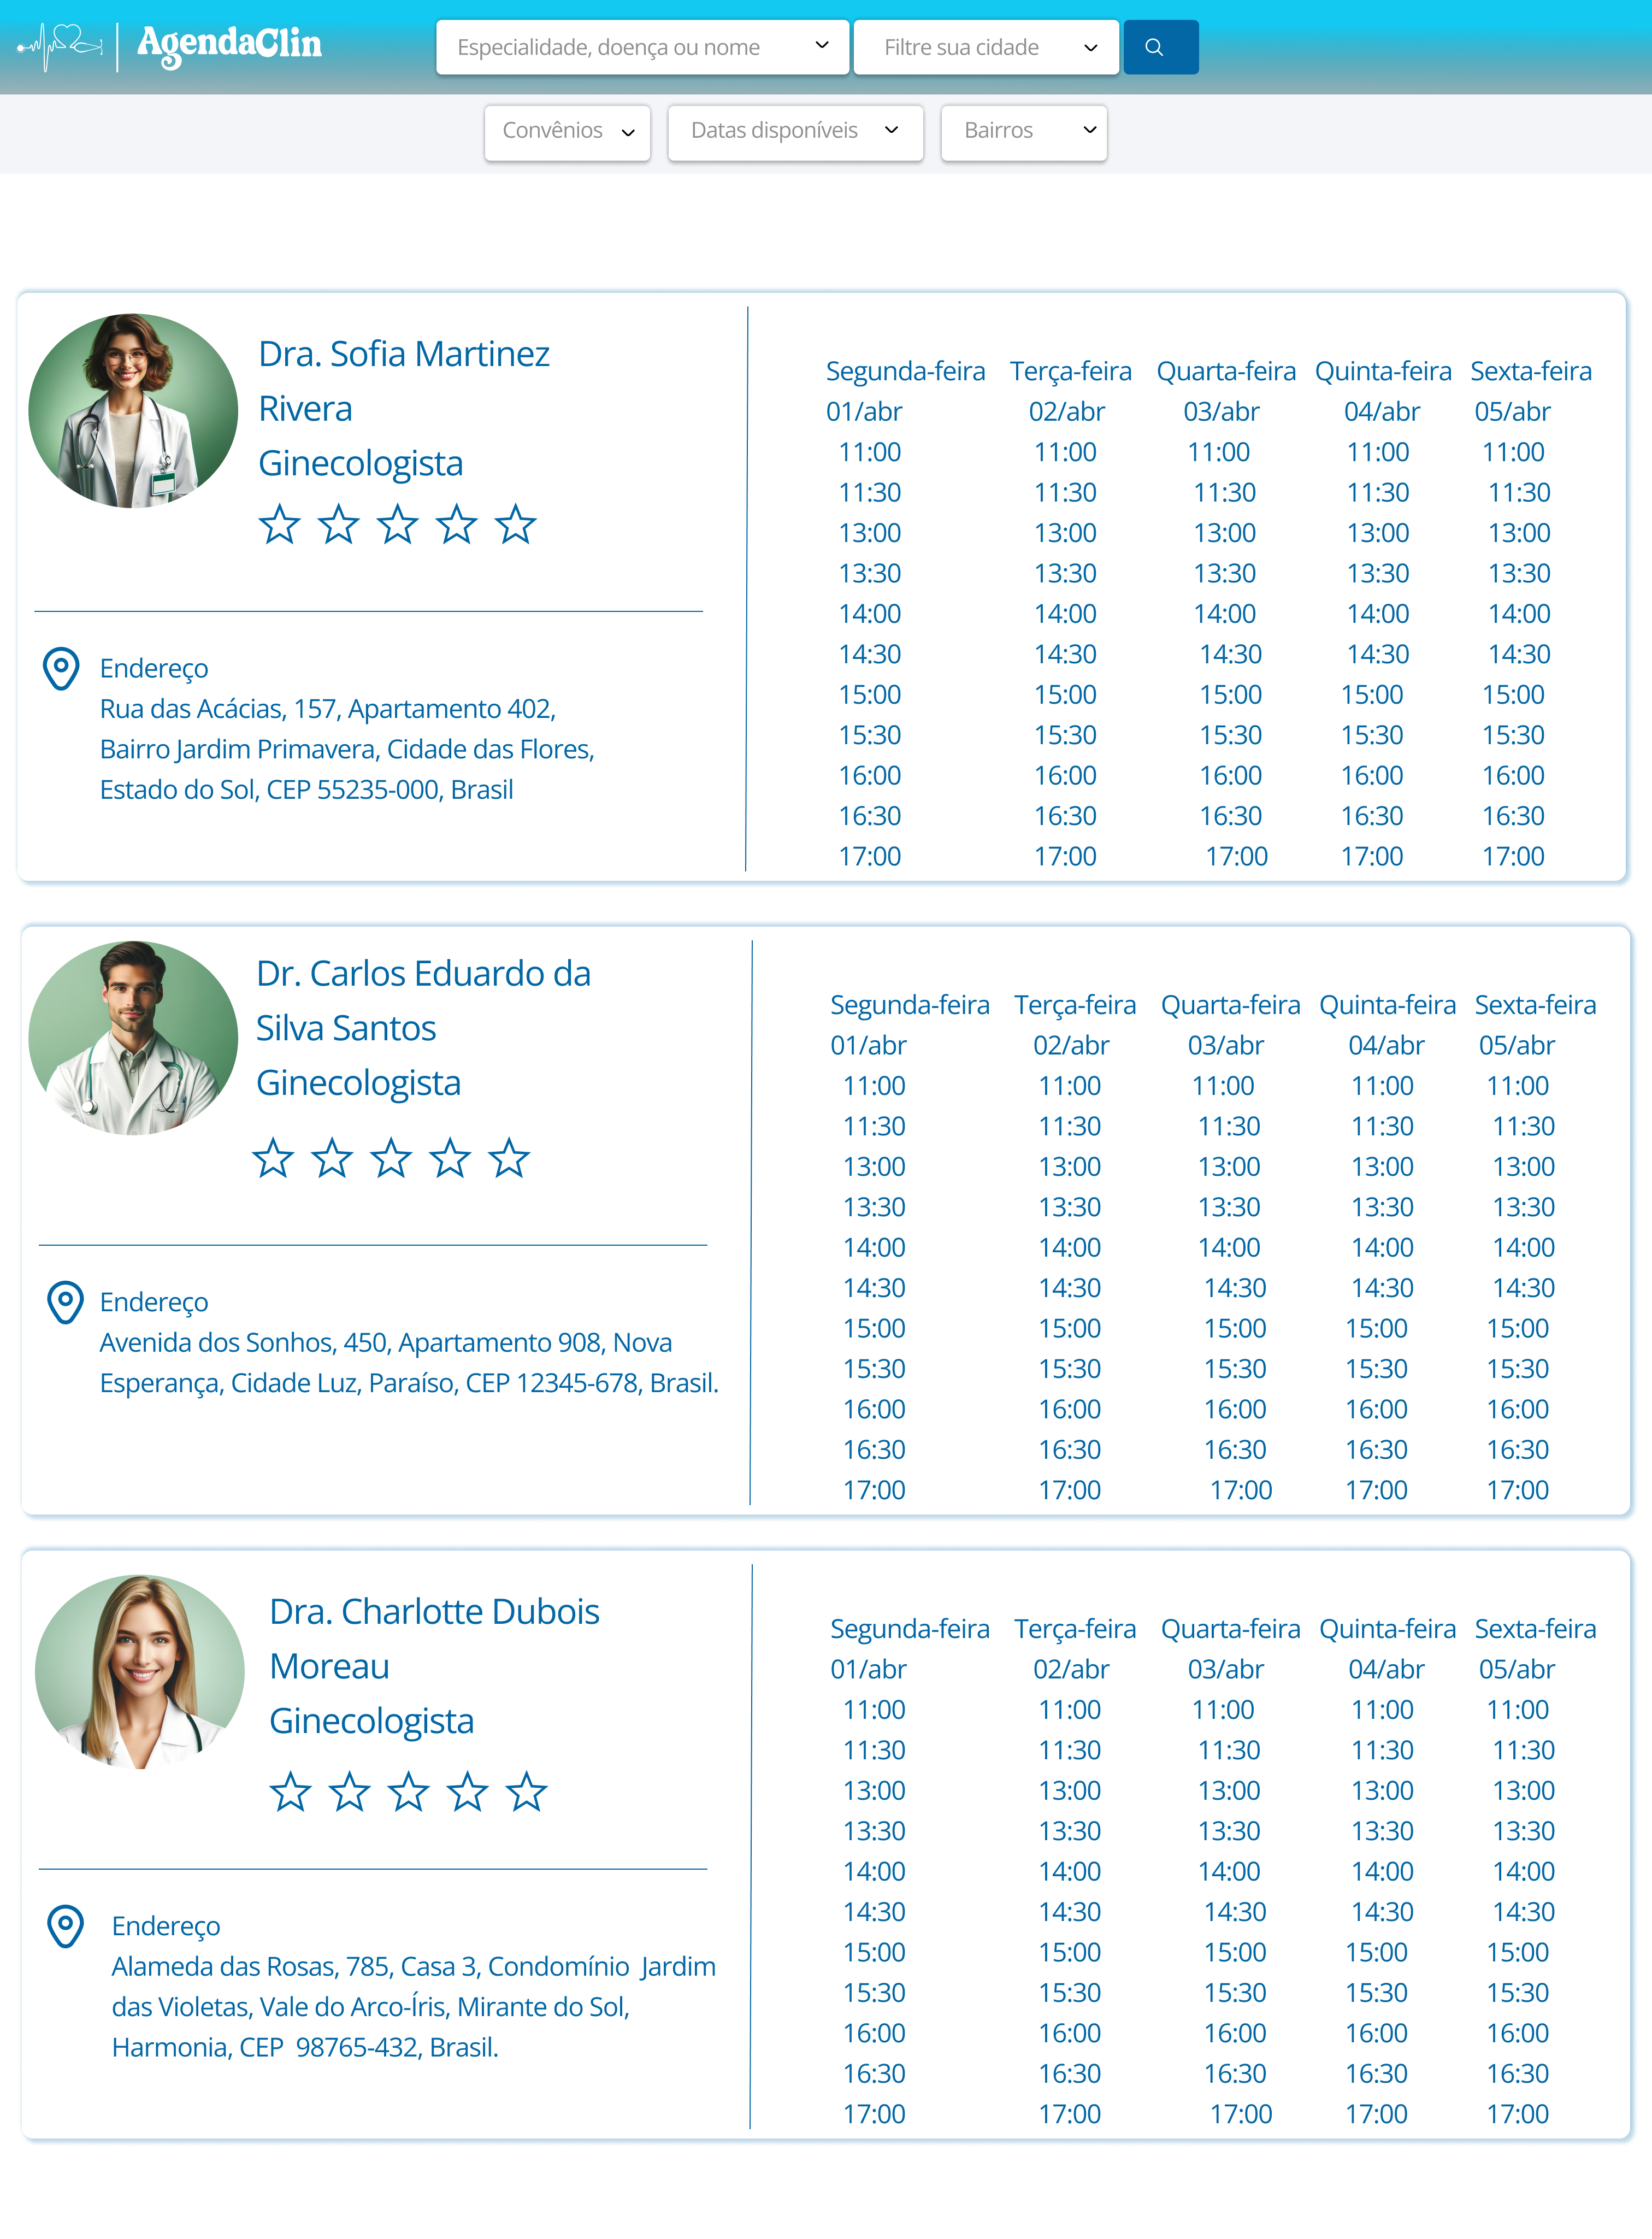 AgendaClin
Especialidade, doença ou nome
Filtre sua cidade
Convênios
Datas disponíveis
Bairros
Dra. Sofia Martinez
Rivera
Ginecologista
Endereço
Rua das Acácias, 157, Apartamento 402,
Bairro Jardim Primavera, Cidade das Flores,
Estado do Sol, CEP 55235-000, Brasil
Segunda-feira Terça-feira Quarta-feira Quinta-feira Sexta-feira
01/abr 02/abr 03/abr 04/abr 05/abr
11:00 11:00 11:00 11:00 11:00
11:30 11:30 11:30 11:30 11:30
13:00 13:00 13:00 13:00 13:00
13:30 13:30 13:30 13:30 13:30
14:00 14:00 14:00 14:00 14:00
14:30 14:30 14:30 14:30 14:30
15:00 15:00 15:00 15:00 15:00
15:30 15:30 15:30 15:30 15:30
16:00 16:00 16:00 16:00 16:00
16:30 16:30 16:30 16:30 16:30
17:00 17:00 17:00 17:00 17:00
Dr. Carlos Eduardo da
Silva Santos
Ginecologista
Endereço
Avenida dos Sonhos, 450, Apartamento 908, Nova
Esperança, Cidade Luz, Paraíso, CEP 12345-678, Brasil.
Segunda-feira Terça-feira Quarta-feira Quinta-feira Sexta-feira
01/abr 02/abr 03/abr 04/abr 05/abr
11:00 11:00 11:00 11:00 11:00
11:30 11:30 11:30 11:30 11:30
13:00 13:00 13:00 13:00 13:00
13:30 13:30 13:30 13:30 13:30
14:00 14:00 14:00 14:00 14:00
14:30 14:30 14:30 14:30 14:30
15:00 15:00 15:00 15:00 15:00
15:30 15:30 15:30 15:30 15:30
16:00 16:00 16:00 16:00 16:00
16:30 16:30 16:30 16:30 16:30
17:00 17:00 17:00 17:00 17:00
Dra. Charlotte Dubois
Moreau
Ginecologista
Endereço
Alameda das Rosas, 785, Casa 3, Condomínio Jardim
das Violetas, Vale do Arco-Íris, Mirante do Sol,
Harmonia, CEP 98765-432, Brasil.
Segunda-feira Terça-feira Quarta-feira Quinta-feira Sexta-feira
01/abr 02/abr 03/abr 04/abr 05/abr
11:00 11:00 11:00 11:00 11:00
11:30 11:30 11:30 11:30 11:30
13:00 13:00 13:00 13:00 13:00
13:30 13:30 13:30 13:30 13:30
14:00 14:00 14:00 14:00 14:00
14:30 14:30 14:30 14:30 14:30
15:00 15:00 15:00 15:00 15:00
15:30 15:30 15:30 15:30 15:30
16:00 16:00 16:00 16:00 16:00
16:30 16:30 16:30 16:30 16:30
17:00 17:00 17:00 17:00 17:00